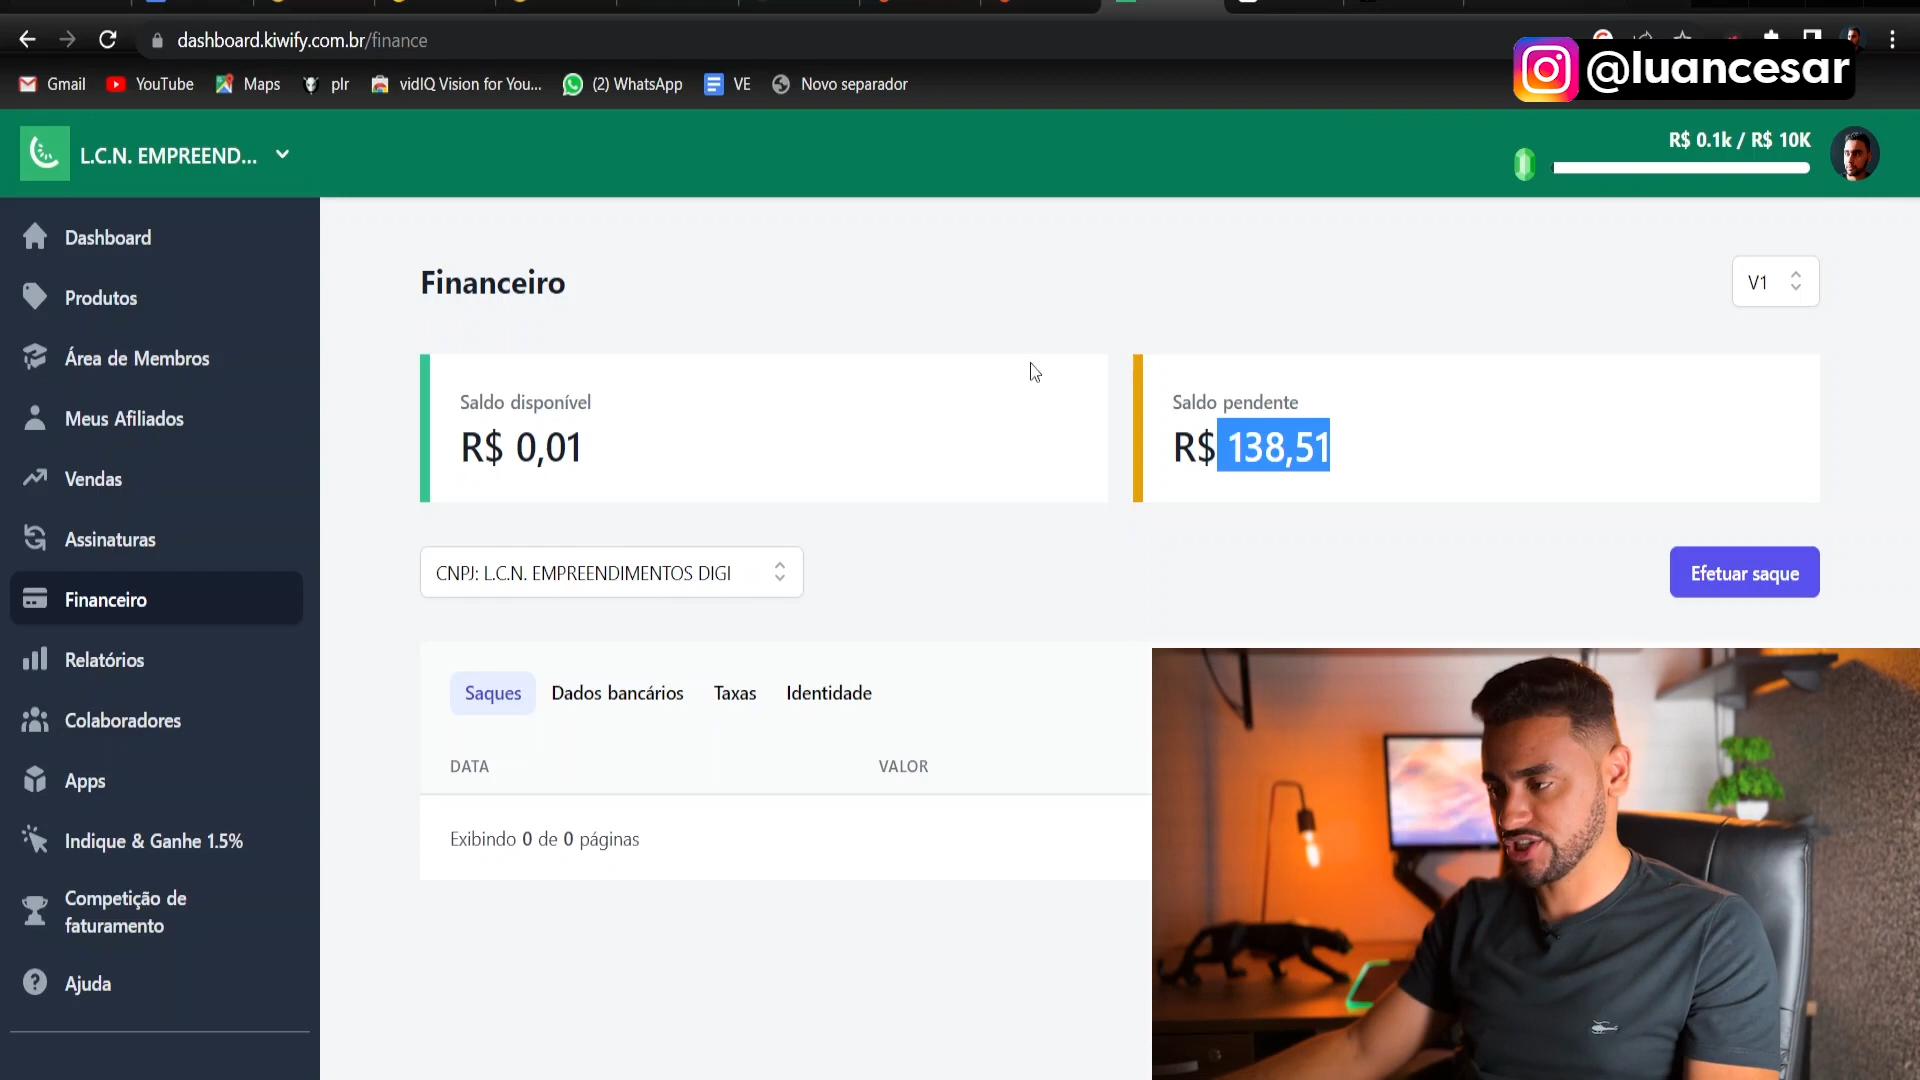 dashboard.kiwify.com.br/finance
Gmail YouTube Maps plr vidIQ Vision for You... (2) WhatsApp VE Novo separador
@luancesar
L.C.N. EMPREEND...
R$ 0.1k / R$ 10K
Dashboard
Produtos
Área de Membros
Meus Afiliados
Vendas
Assinaturas
Financeiro
Relatórios
Colaboradores
Apps
Indique & Ganhe 1.5%
Competição de
faturamento
Ajuda
Financeiro
V1
Saldo disponível
R$ 0,01
Saldo pendente
R$ 138,51
CNPJ: L.C.N. EMPREENDIMENTOS DIGI
Efetuar saque
Saques Dados bancários Taxas Identidade
DATA VALOR
Exibindo 0 de 0 páginas